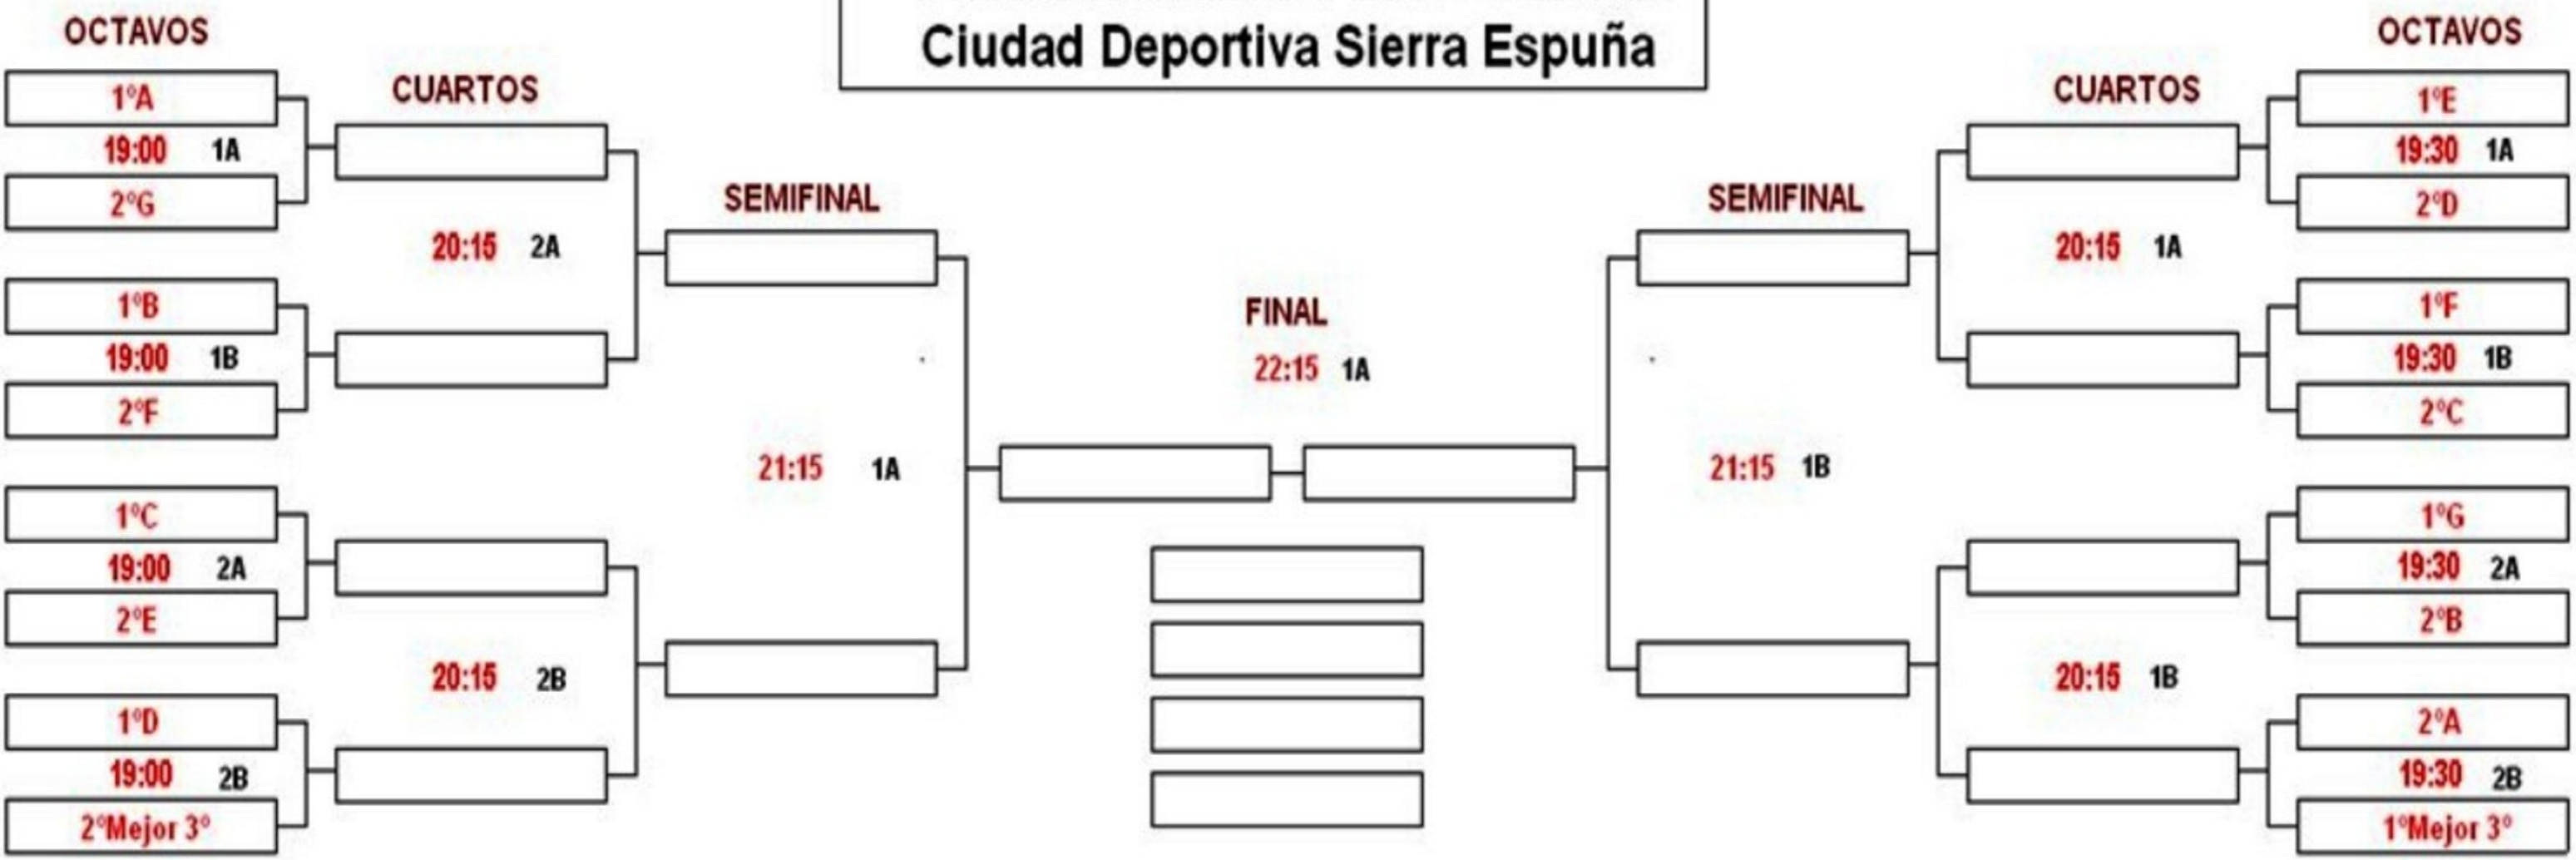 Ciudad Deportiva Sierra Espuña
OCTAVOS
1ºA
19:00 1A
2ºG
1ºB
19:00 1B
2ºF
1ºC
19:00 2A
2ºE
1ºD
19:00 2B
2ºMejor 3º
CUARTOS
20:15 2A
20:15 2B
SEMIFINAL
21:15 1A
FINAL
22:15 1A
SEMIFINAL
21:15 1B
CUARTOS
20:15 1A
20:15 1B
OCTAVOS
1ºE
19:30 1A
2ºD
1ºF
19:30 1B
2ºC
1ºG
19:30 2A
2ºB
2ºA
19:30 2B
1ºMejor 3º